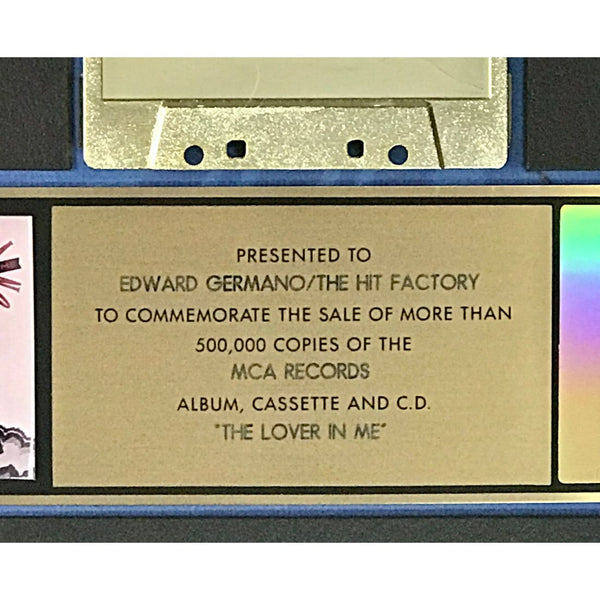 PRESENTED TO
EDWARD GERMANO/THE HIT FACTORY
TO COMMEMORATE THE SALE OF MORE THAN
500,000 COPIES OF THE
MCA RECORDS
ALBUM, CASSETTE AND C.D.
"THE LOVER IN ME"